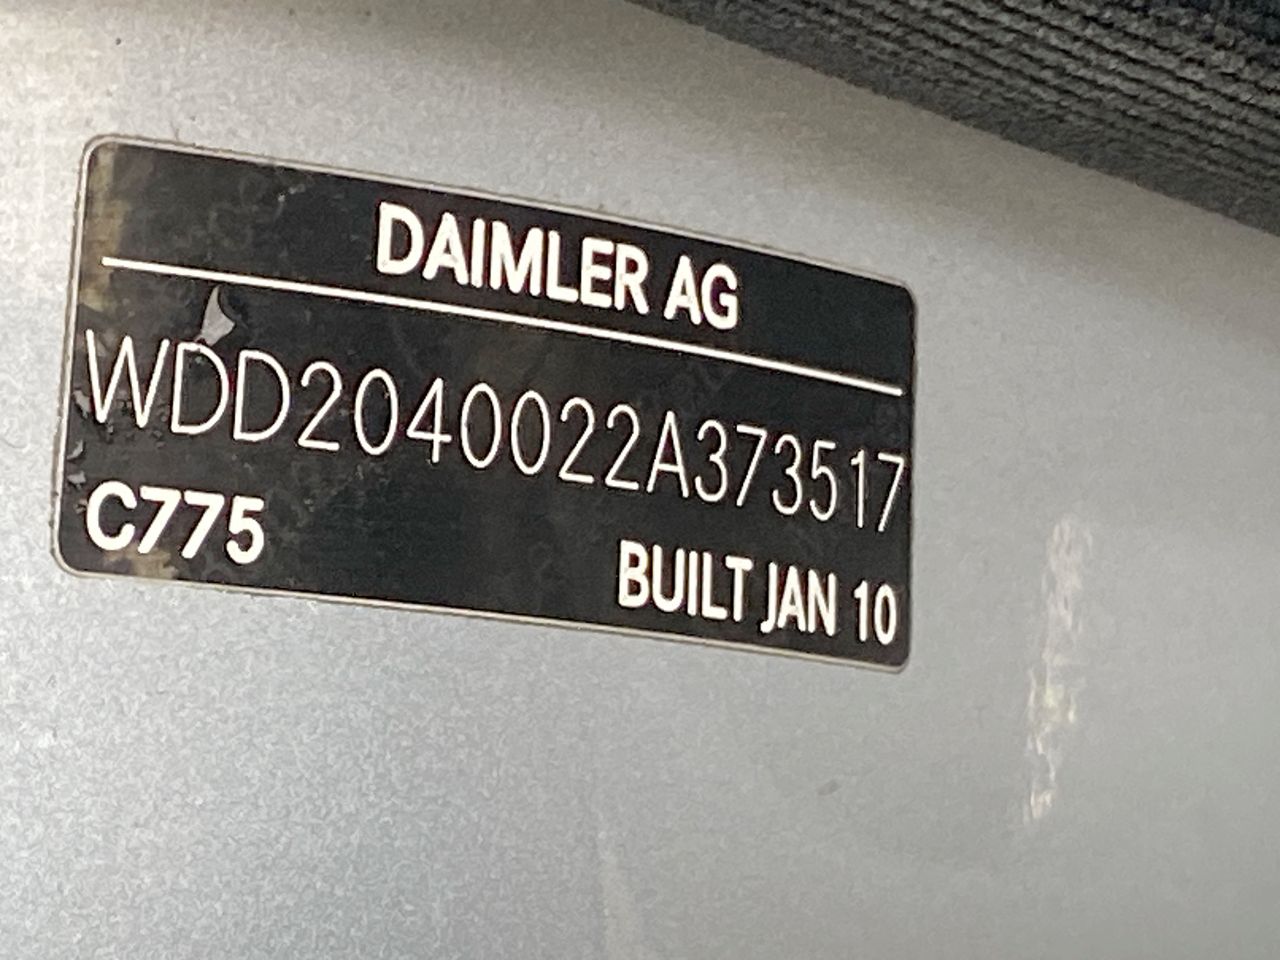 DAIMLER AG
WDD2040022A373517
C775
BUILT JAN 10